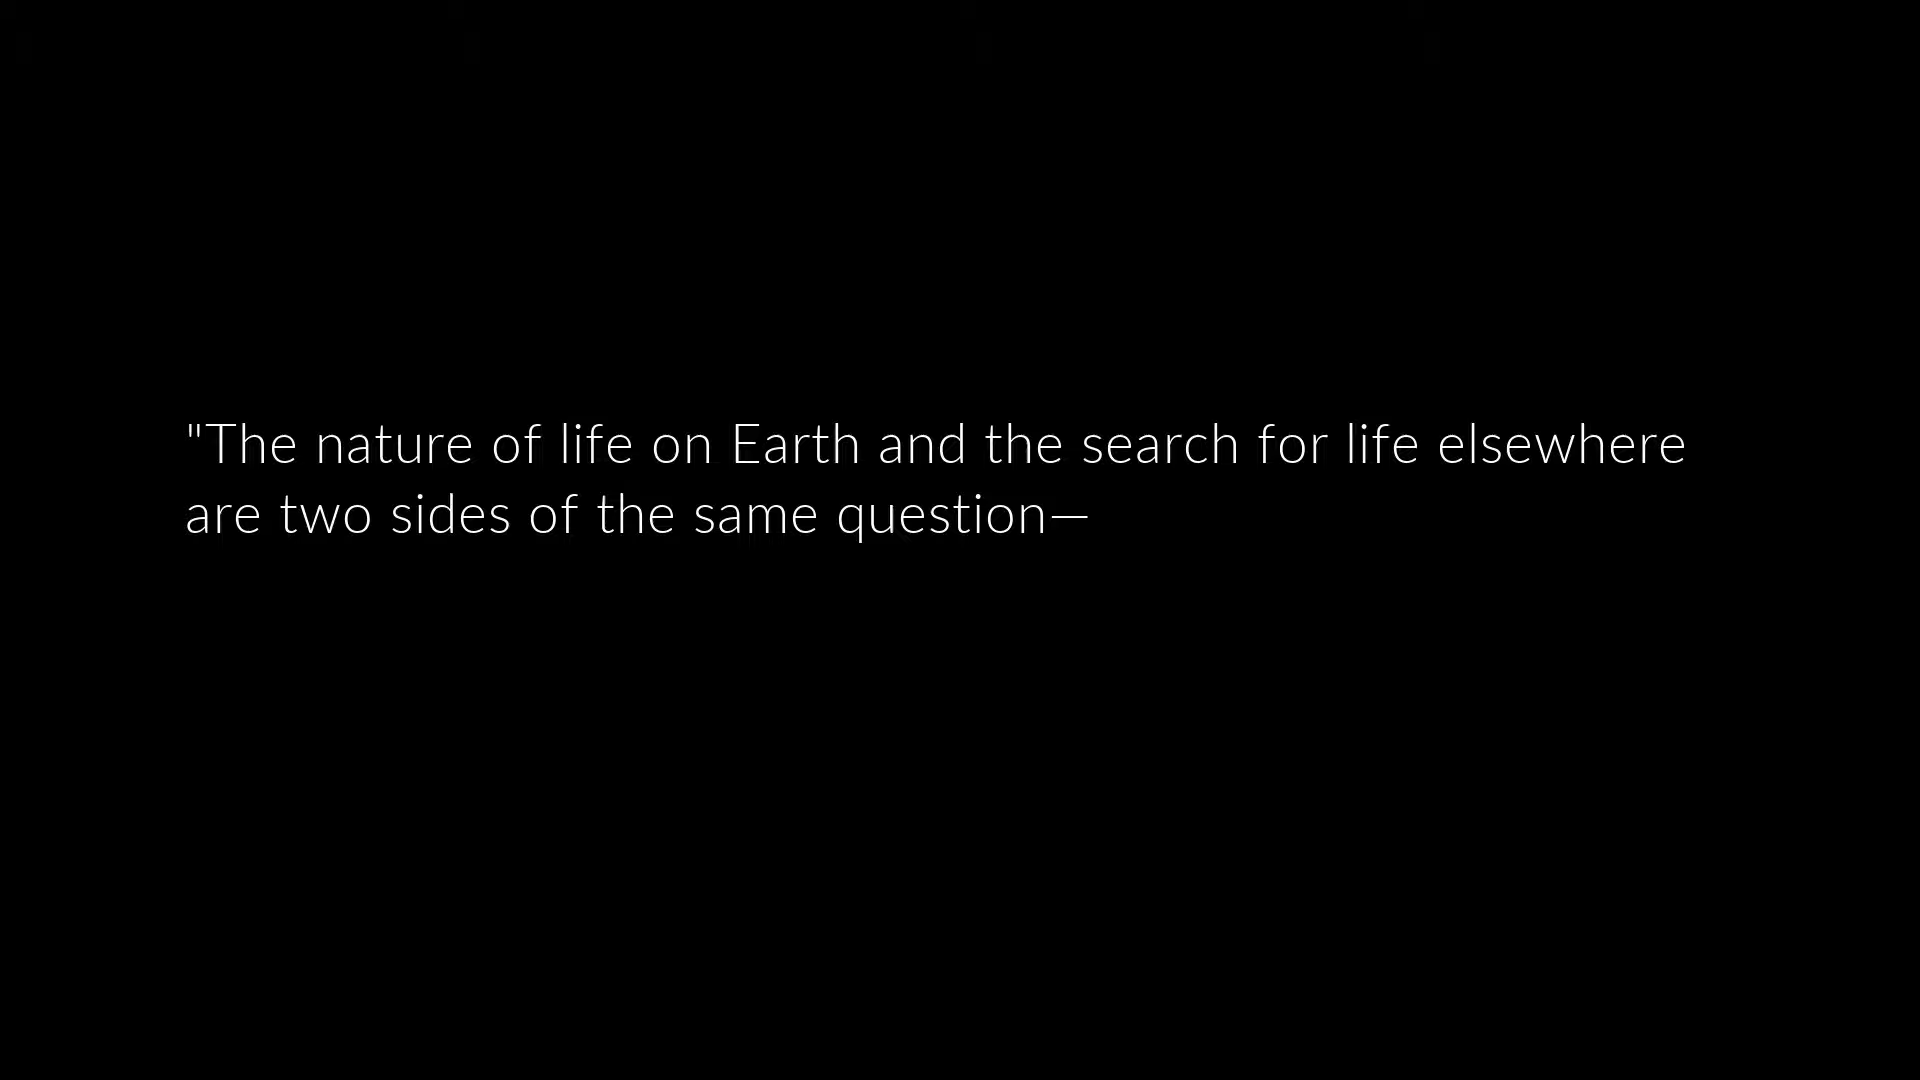 "The nature of life on Earth and the search for life elsewhere
are two sides of the same question—